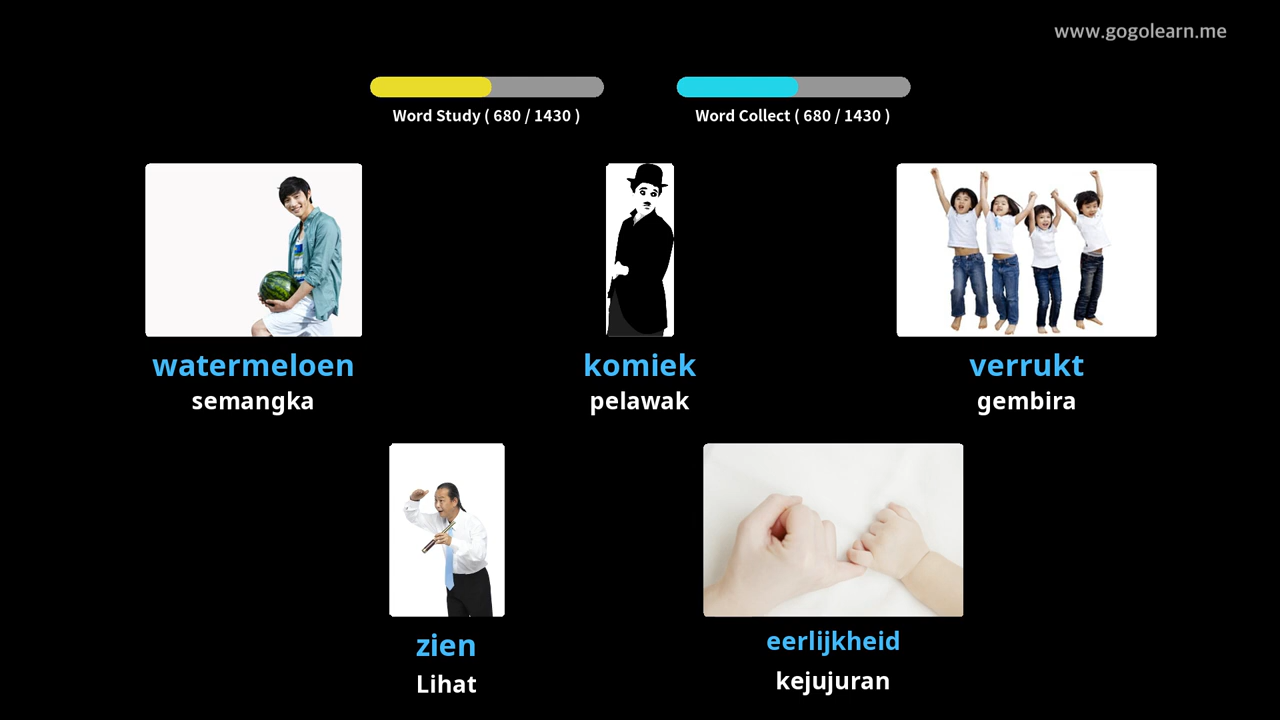 www.gogolearn.me
Word Study ( 680 / 1430 )
Word Collect ( 680 / 1430 )
watermeloen
semangka
komiek
pelawak
verrukt
gembira
zien
Lihat
eerlijkheid
kejujuran